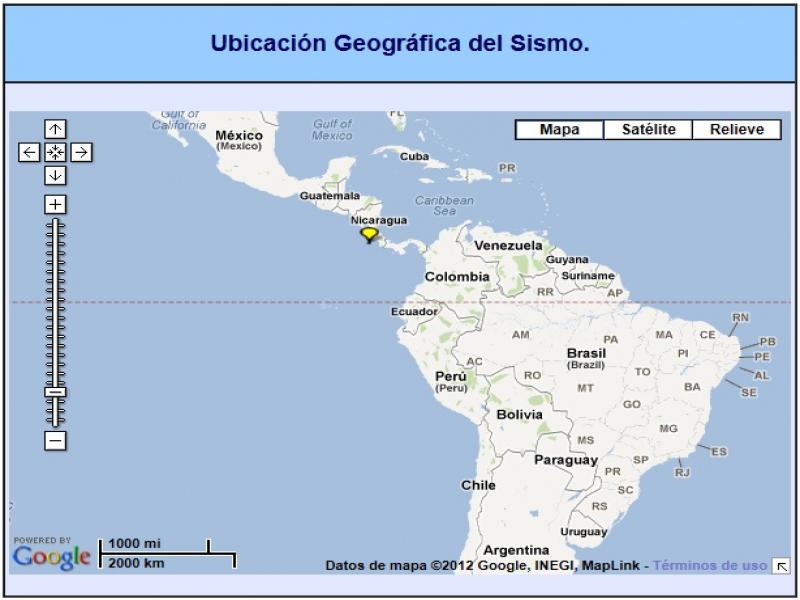 Ubicación Geográfica del Sismo.
Gulf of
California
México
(Mexico)
Gulf of
Mexico
FL
Mapa
Satélite
Relieve
Cuba
PR
Guatemala
Caribbean
Sea
Nicaragua
Venezuela
Guyana
Colombia
Suriname
RR
AP
Ecuador
RN
AM
PA
MA
CE
PB
Brasil
(Brazil)
PI
PE
AC
Perú
(Peru)
RO
TO
AL
MT
BA
SE
GO
Bolivia
MG
MS
ES
Paraguay
SP
RJ
PR
Chile
SC
RS
Uruguay
POWERED BY
Google
1000 mi
2000 km
Argentina
Datos de mapa ©2012 Google, INEGI, MapLink - Términos de uso